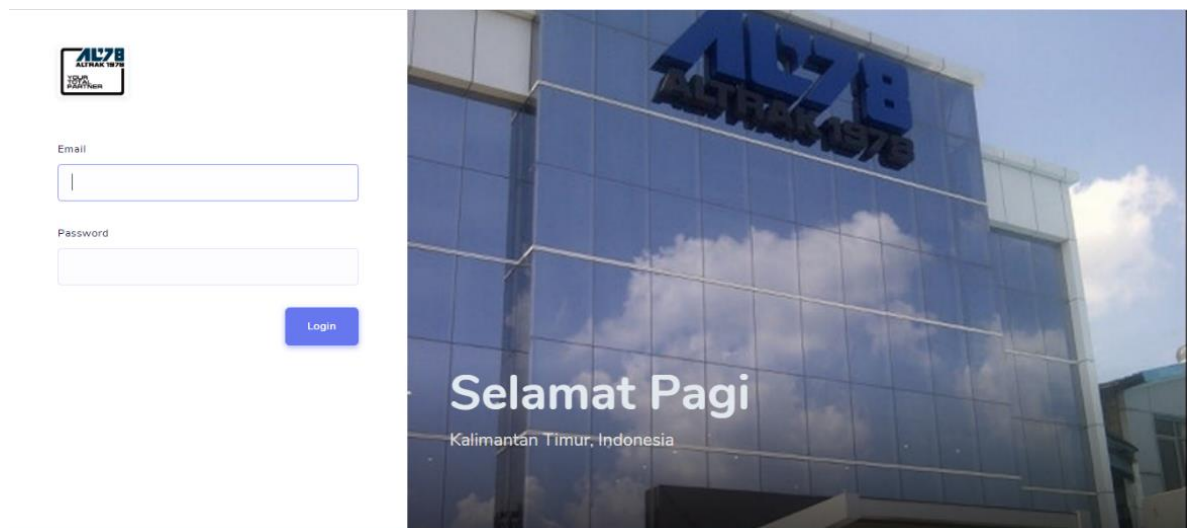 AL78
ALTRAK 1978
YOUR
TOTAL
PARTNER
Email
Password
Login
AL78
ALTRAK 1978
Selamat Pagi
Kalimantan Timur, Indonesia